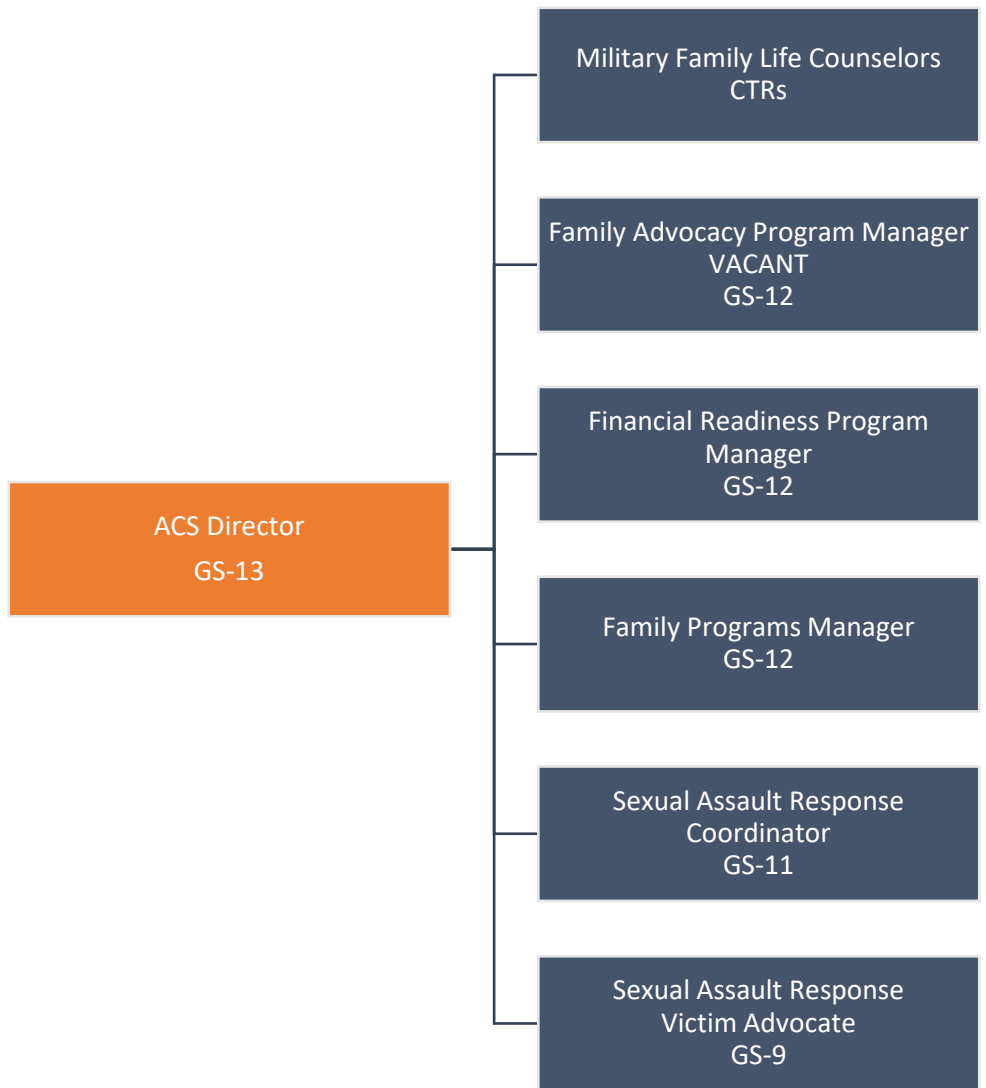 Military Family Life Counselors
CTRs
Family Advocacy Program Manager
VACANT
GS-12
Financial Readiness Program
Manager
GS-12
ACS Director
GS-13
Family Programs Manager
GS-12
Sexual Assault Response
Coordinator
GS-11
Sexual Assault Response
Victim Advocate
GS-9